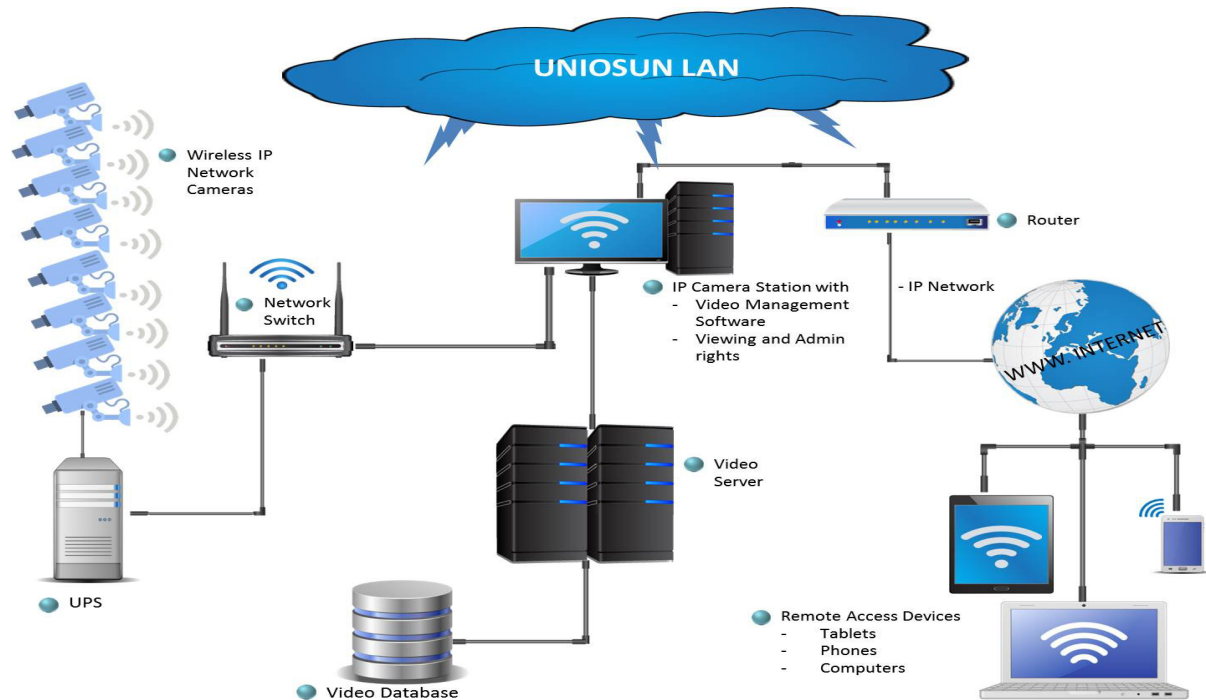 UNIOSUN LAN
Wireless IP
Network
Cameras
Network
Switch
Router
IP Camera Station with
- Video Management
Software
- Viewing and Admin
rights
- IP Network
WWW. INTERNET
Video
Server
UPS
Remote Access Devices
- Tablets
- Phones
- Computers
Video Database